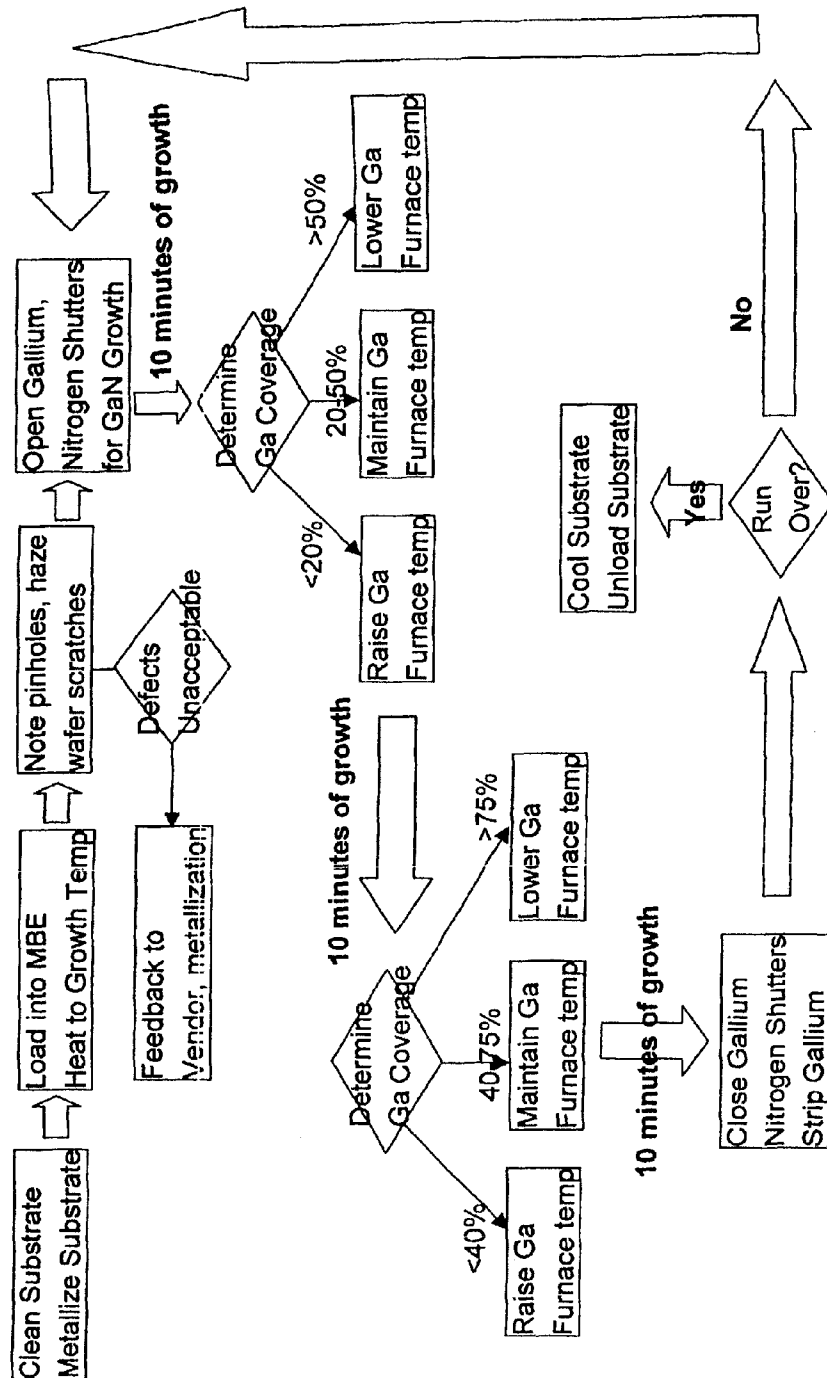 Clean Substrate
Metallize Substrate
Load into MBE
Heat to Growth Temp
Note pinholes, haze
wafer scratches
Open Gallium,
Nitrogen Shutters
for GaN Growth
Defects
Unacceptable
Feedback to
Vendor, metallization
10 minutes of growth
Determine
Ga Coverage
<20%
20-50%
>50%
Raise Ga
Furnace temp
Maintain Ga
Furnace temp
Lower Ga
Furnace temp
10 minutes of growth
Determine
Ga Coverage
<40%
40-75%
>75%
Raise Ga
Furnace temp
Maintain Ga
Furnace temp
Lower Ga
Furnace temp
10 minutes of growth
Close Gallium
Nitrogen Shutters
Strip Gallium
Run
Over?
Yes
Cool Substrate
Unload Substrate
No